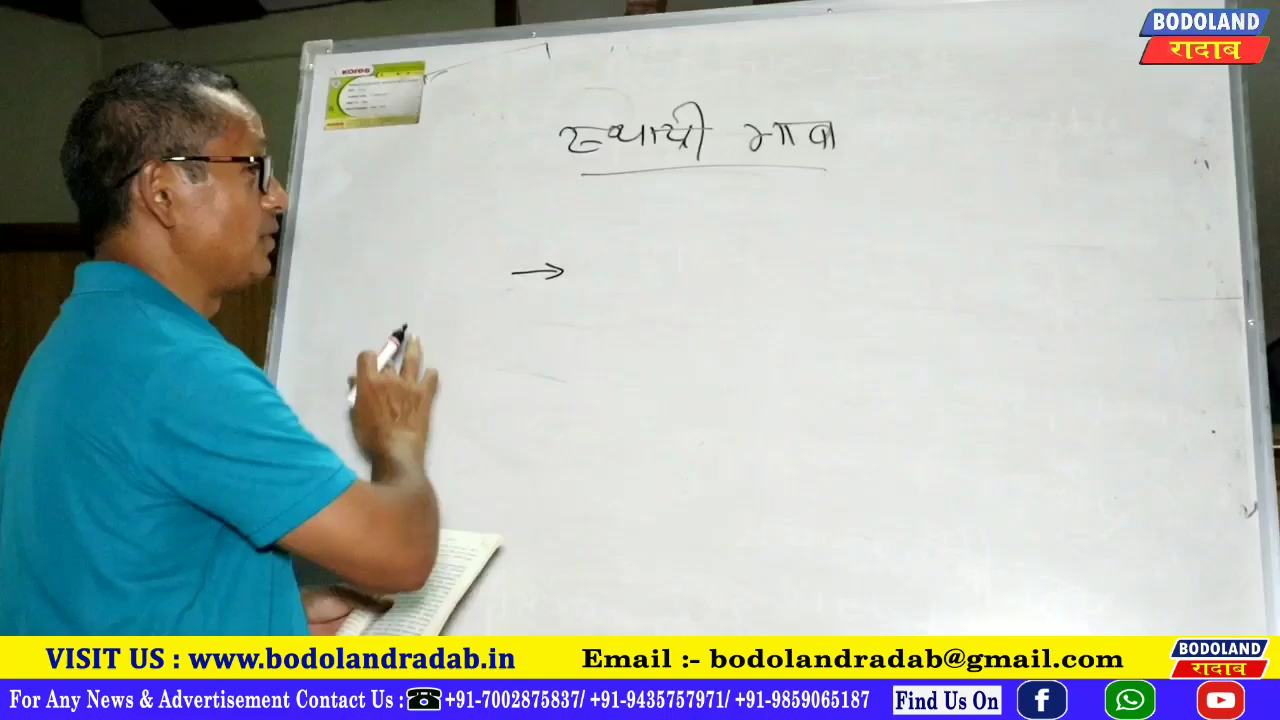 BODOLAND
रादाब
Kores
स्थायी भाव
→
VISIT US : www.bodolandradab.in
Email :- bodolandradab@gmail.com
BODOLAND
रादाब
For Any News & Advertisement Contact Us : +91-7002875837/ +91-9435757971/ +91-9859065187
Find Us On